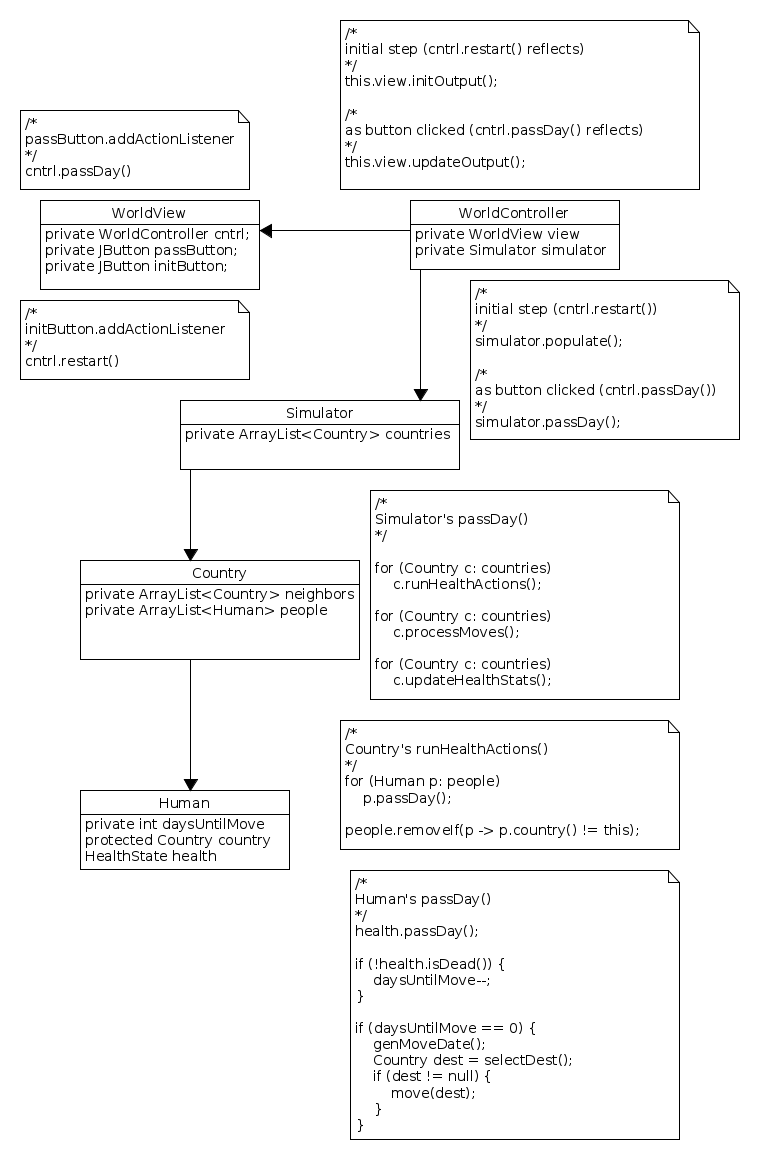 /*
initial step (cntrl.restart() reflects)
*/
this.view.initOutput();
/*
as button clicked (cntrl.passDay() reflects)
*/
this.view.updateOutput();
/*
passButton.addActionListener
*/
cntrl.passDay()
WorldView
private WorldController cntrl;
private JButton passButton;
private JButton initButton;
WorldController
private WorldView view
private Simulator simulator
/*
initButton.addActionListener
*/
cntrl.restart()
/*
initial step (cntrl.restart())
*/
simulator.populate();
/*
as button clicked (cntrl.passDay())
*/
simulator.passDay();
Simulator
private ArrayList<Country> countries
/*
Simulator's passDay()
*/
for (Country c: countries)
c.runHealthActions();
for (Country c: countries)
c.processMoves();
for (Country c: countries)
c.updateHealthStats();
Country
private ArrayList<Country> neighbors
private ArrayList<Human> people
/*
Country's runHealthActions()
*/
for (Human p: people)
p.passDay();
people.removeIf(p -> p.country() != this);
Human
private int daysUntilMove
protected Country country
HealthState health
/*
Human's passDay()
*/
health.passDay();
if (!health.isDead()) {
daysUntilMove--;
}
if (daysUntilMove == 0) {
genMoveDate();
Country dest = selectDest();
if (dest != null) {
move(dest);
}
}